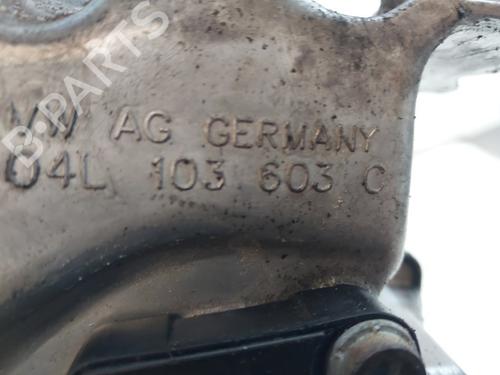 B-PARTS
VW AG GERMANY
04L 103 603 C